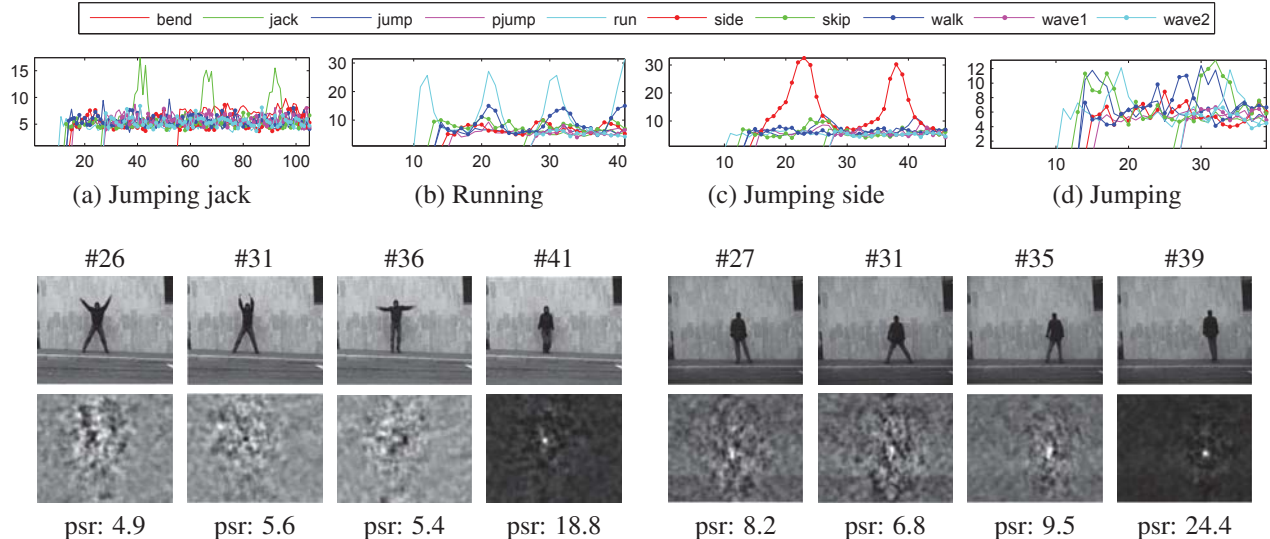 bend jack jump pjump run side skip walk wave1 wave2
15
10
5
20 40 60 80 100
(a) Jumping jack
30
20
10
10 20 30 40
(b) Running
30
20
10
10 20 30 40
(c) Jumping side
12
10
8
6
4
2
10 20 30
(d) Jumping
#26 #31 #36 #41 #27 #31 #35 #39
psr: 4.9 psr: 5.6 psr: 5.4 psr: 18.8 psr: 8.2 psr: 6.8 psr: 9.5 psr: 24.4